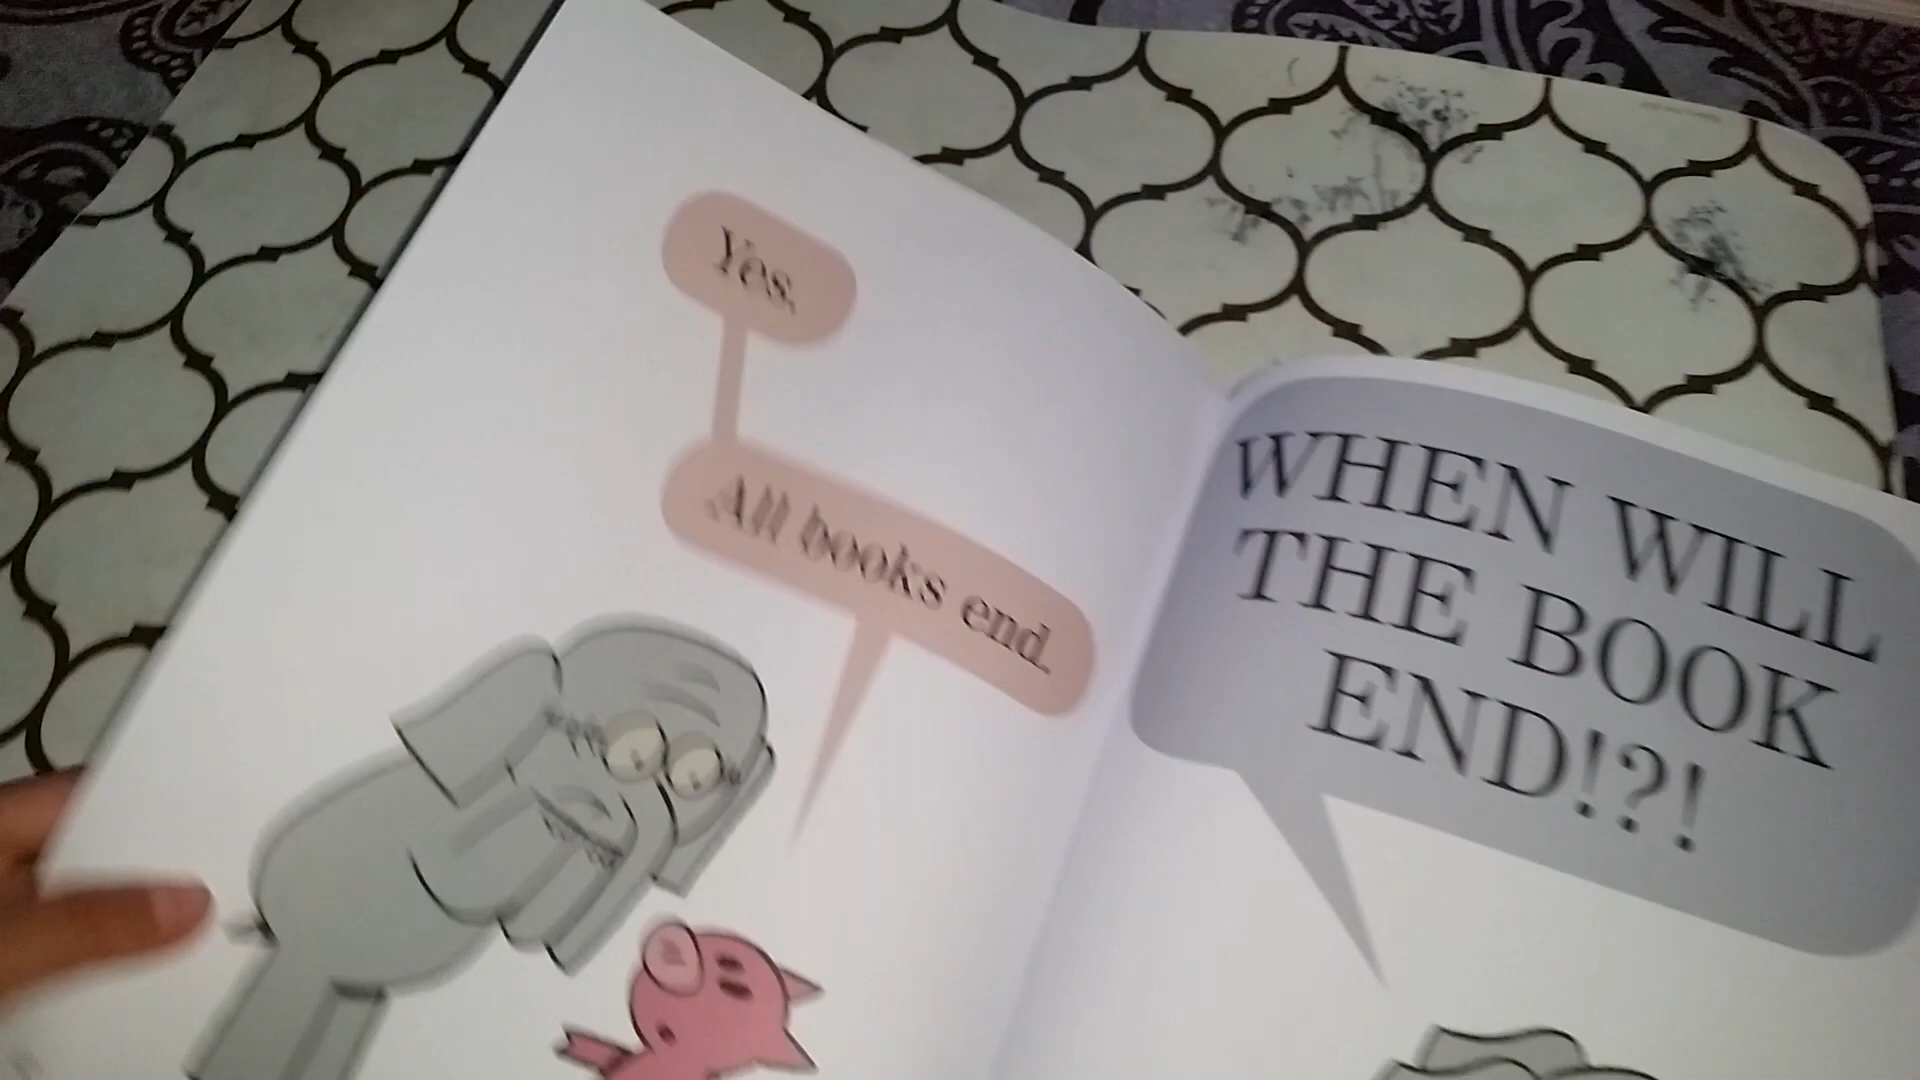 Yes.
All books end.
WHEN WILL
THE BOOK
END!?!